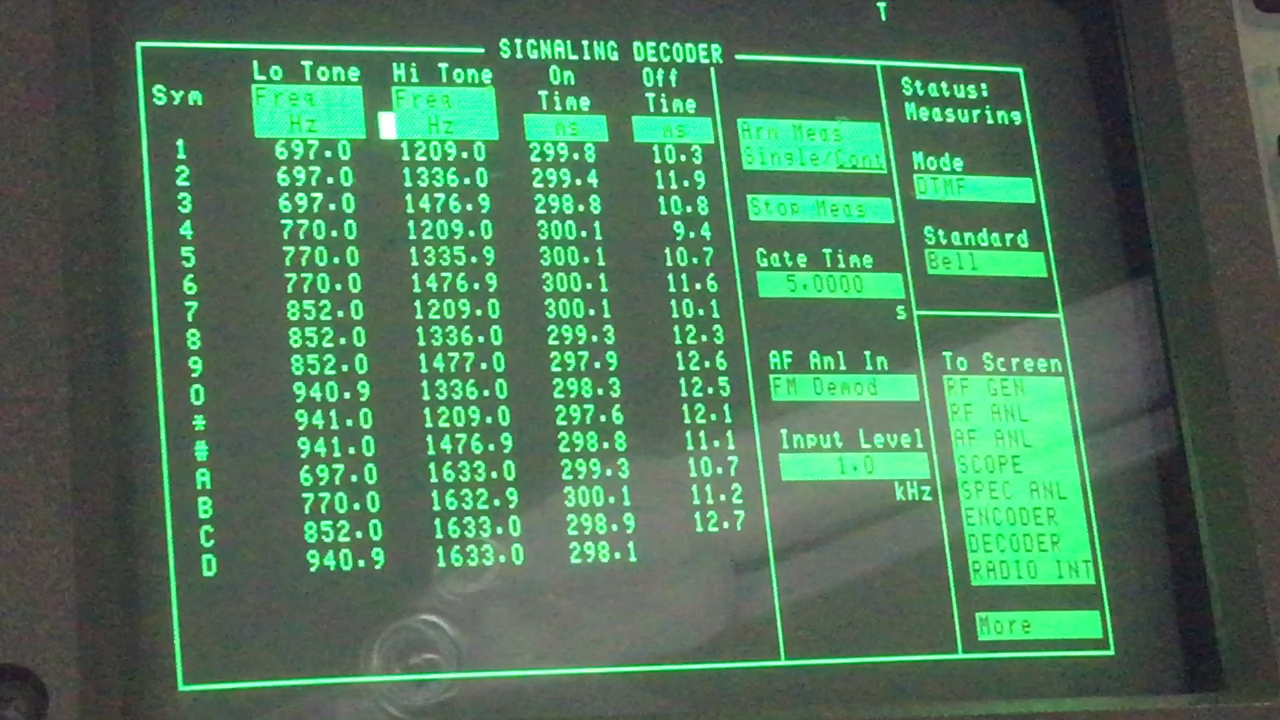 T
SIGNALING DECODER
Sym Lo Tone Hi Tone On Off
Freq Freq Time Time
Hz Hz ms ms
1 697.0 1209.0 299.8 10.3
2 697.0 1336.0 299.4 11.9
3 697.0 1476.9 298.8 10.8
4 770.0 1209.0 300.1 9.4
5 770.0 1335.9 300.1 10.7
6 770.0 1476.9 300.1 11.6
7 852.0 1209.0 300.1 10.1
8 852.0 1336.0 299.3 12.3
9 852.0 1477.0 297.9 12.6
0 940.9 1336.0 298.3 12.5
* 941.0 1209.0 297.6 12.1
# 941.0 1476.9 298.8 11.1
A 697.0 1633.0 299.3 10.7
B 770.0 1632.9 300.1 11.2
C 852.0 1633.0 298.9 12.7
D 940.9 1633.0 298.1
Arm Meas
Single/Cont
Stop Meas
Gate Time
5.0000
s
AF Anl In
FM Demod
Input Level
1.0
kHz
Status:
Measuring
Mode
DTMF
Standard
Bell
To Screen
RF GEN
RF ANL
AF ANL
SCOPE
SPEC ANL
ENCODER
DECODER
RADIO INT
More